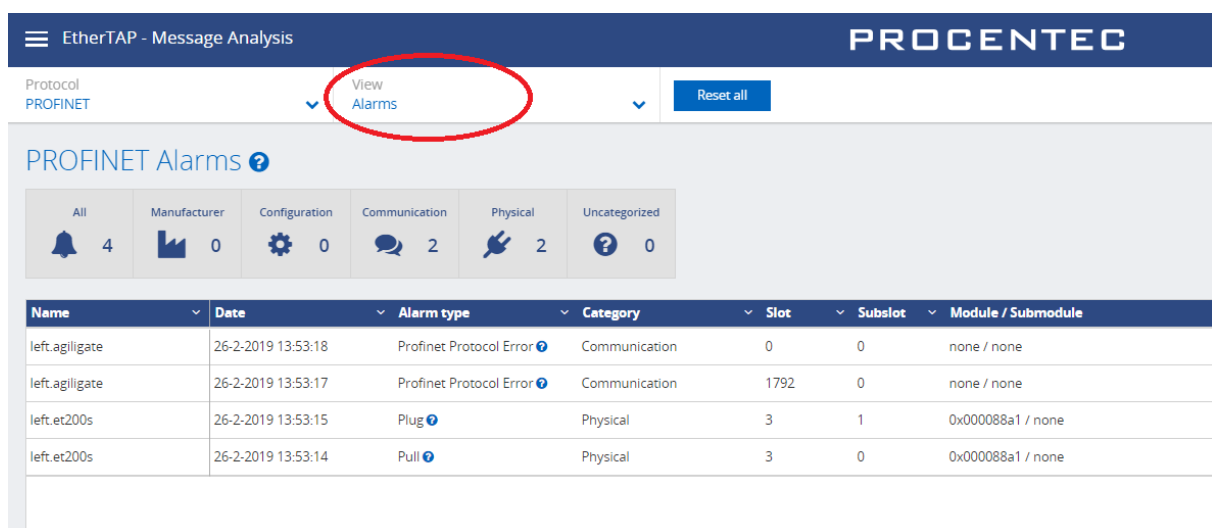 EtherTAP - Message Analysis PROCENTEC
Protocol View
PROFINET Alarms Reset all
PROFINET Alarms ?
All Manufacturer Configuration Communication Physical Uncategorized
4 0 0 2 2 ? 0
Name Date Alarm type Category Slot Subslot Module / Submodule
left.agiligate 26-2-2019 13:53:18 Profinet Protocol Error ? Communication 0 0 none / none
left.agiligate 26-2-2019 13:53:17 Profinet Protocol Error ? Communication 1792 0 none / none
left.et200s 26-2-2019 13:53:15 Plug ? Physical 3 1 0x000088a1 / none
left.et200s 26-2-2019 13:53:14 Pull ? Physical 3 0 0x000088a1 / none